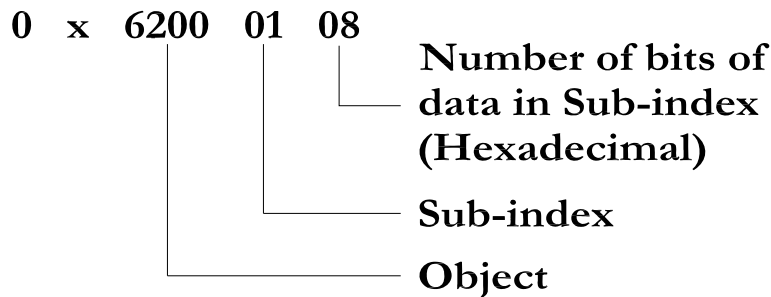 0 x 6200 01 08
Number of bits of
data in Sub-index
(Hexadecimal)
Sub-index
Object